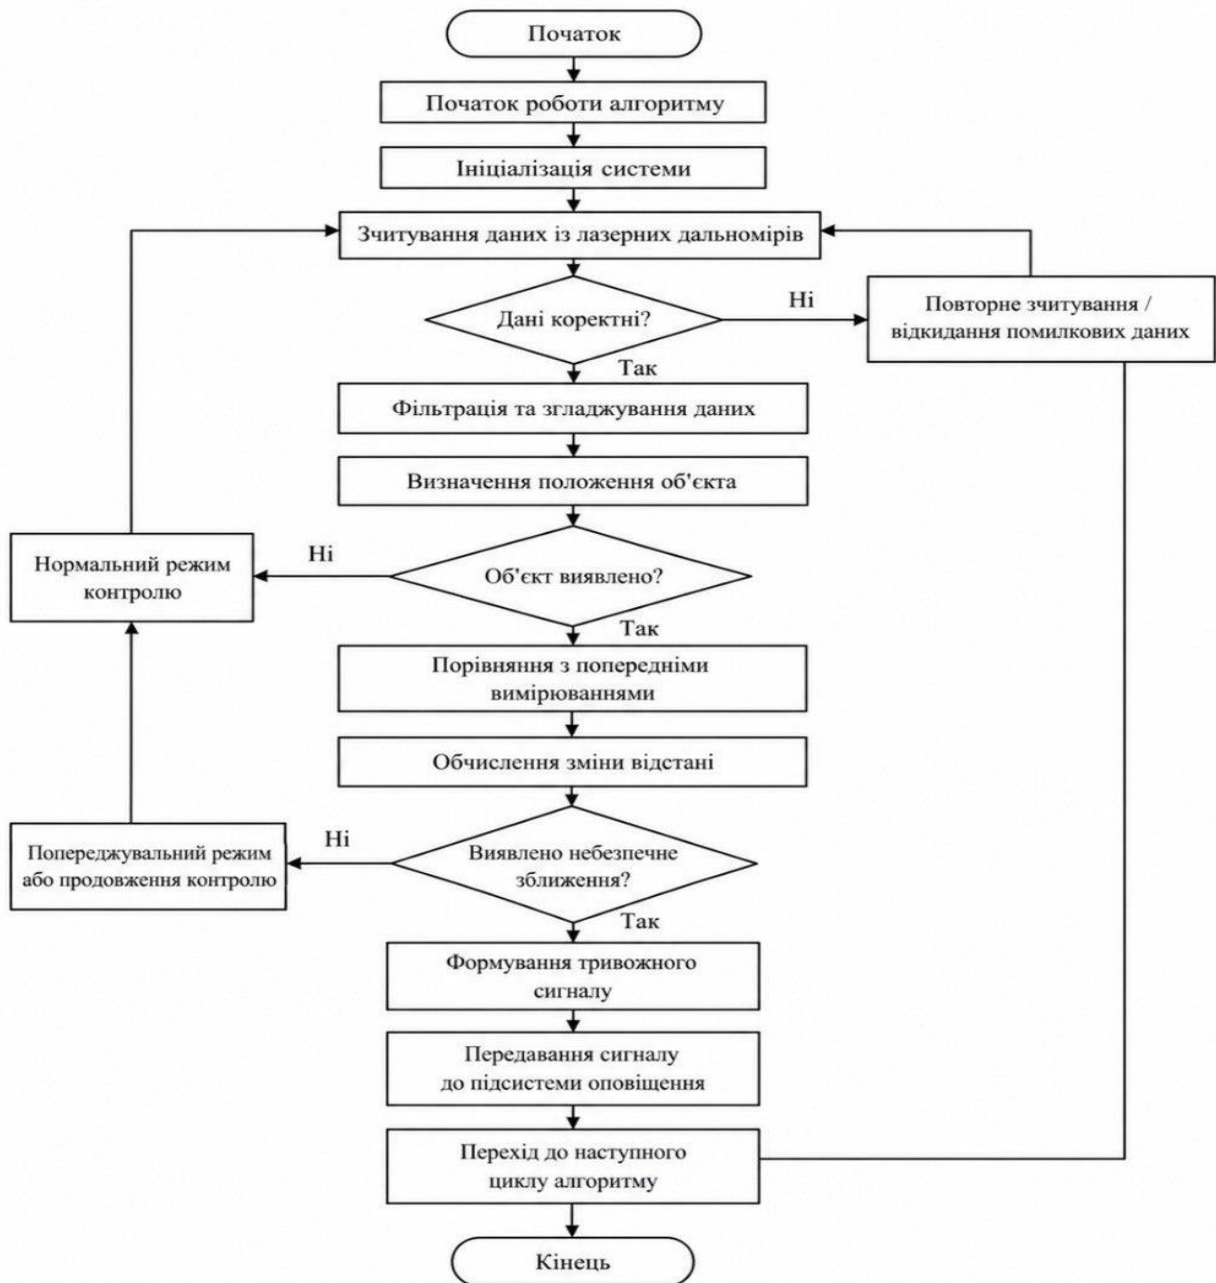 Початок
Початок роботи алгоритму
Ініціалізація системи
Зчитування даних із лазерних дальномірів
Дані коректні?
Ні
Повторне зчитування /
відкидання помилкових даних
Так
Фільтрація та згладжування даних
Визначення положення об'єкта
Об'єкт виявлено?
Ні
Нормальний режим
контролю
Так
Порівняння з попередніми
вимірюваннями
Обчислення зміни відстані
Виявлено небезпечне
зближення?
Ні
Попереджувальний режим
або продовження контролю
Так
Формування тривожного
сигналу
Передавання сигналу
до підсистеми оповіщення
Перехід до наступного
циклу алгоритму
Кінець